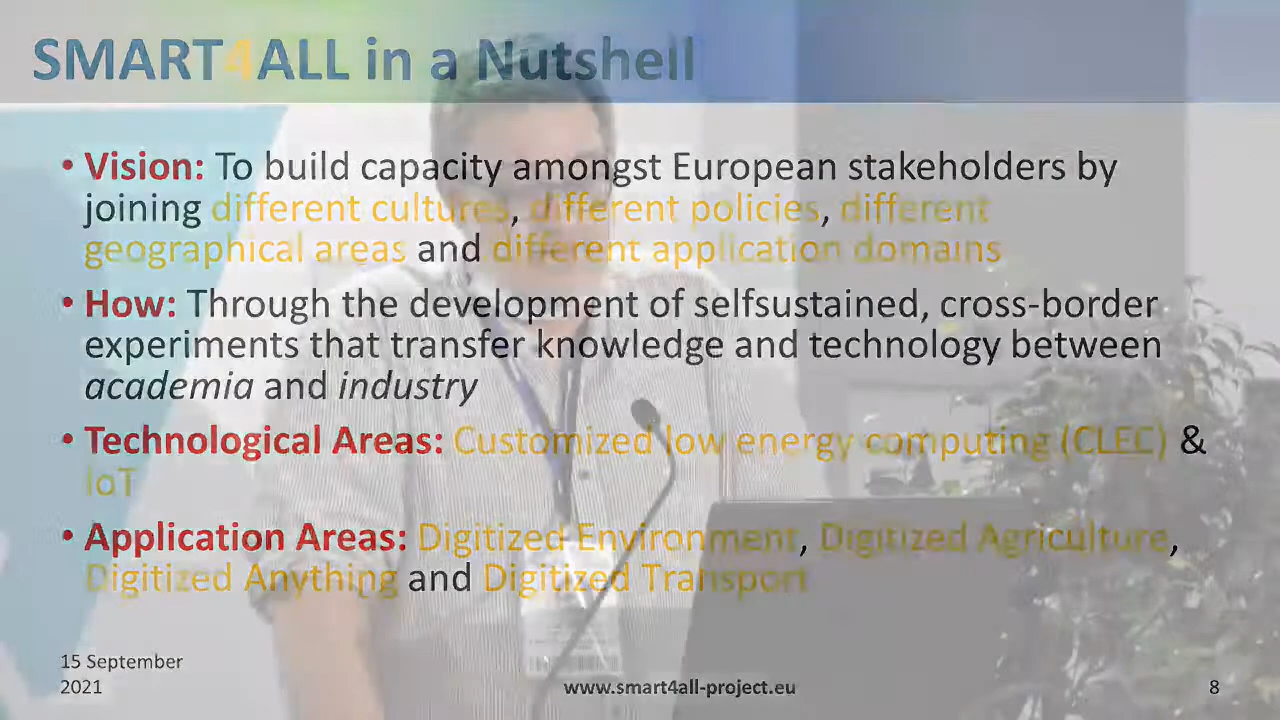 SMART4ALL in a Nutshell
• Vision: To build capacity amongst European stakeholders by
joining different cultures, different policies, different
geographical areas and different application domains
• How: Through the development of selfsustained, cross-border
experiments that transfer knowledge and technology between
academia and industry
• Technological Areas: Customized low energy computing (CLEC) &
IoT
• Application Areas: Digitized Environment, Digitized Agriculture,
Digitized Anything and Digitized Transport
15 September
2021
www.smart4all-project.eu
8